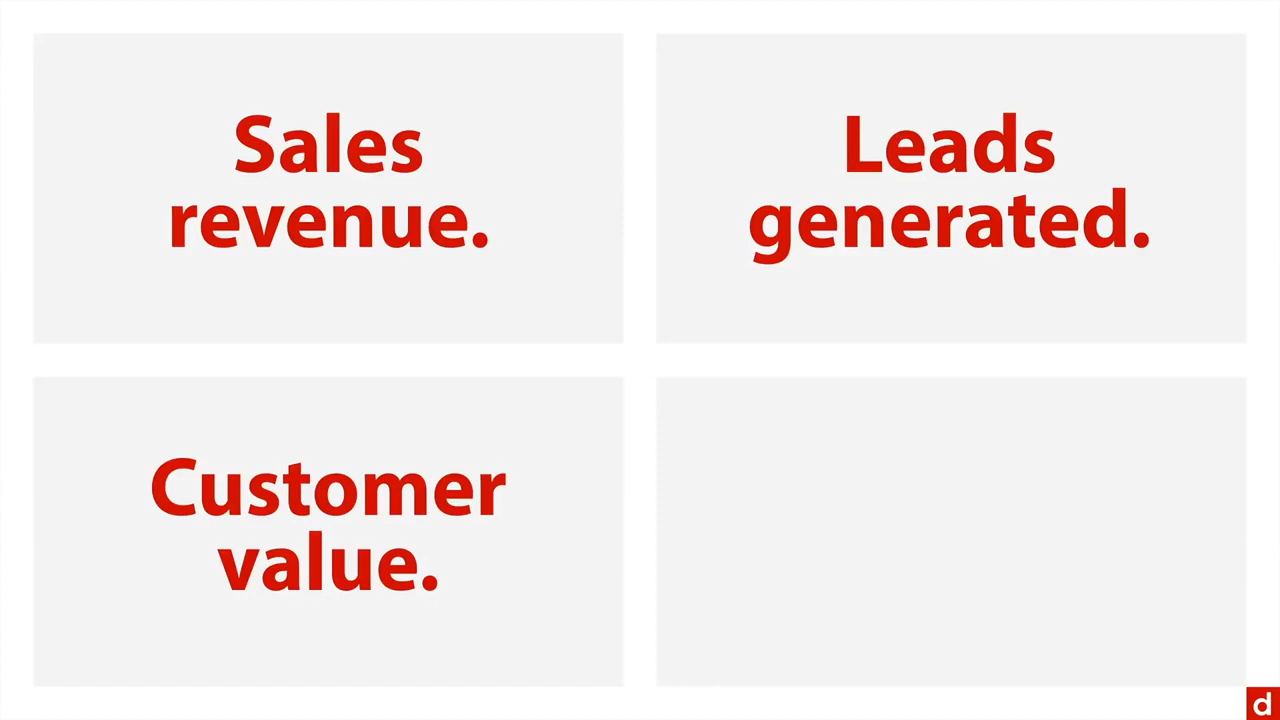 Sales
revenue.
Leads
generated.
Customer
value.
d